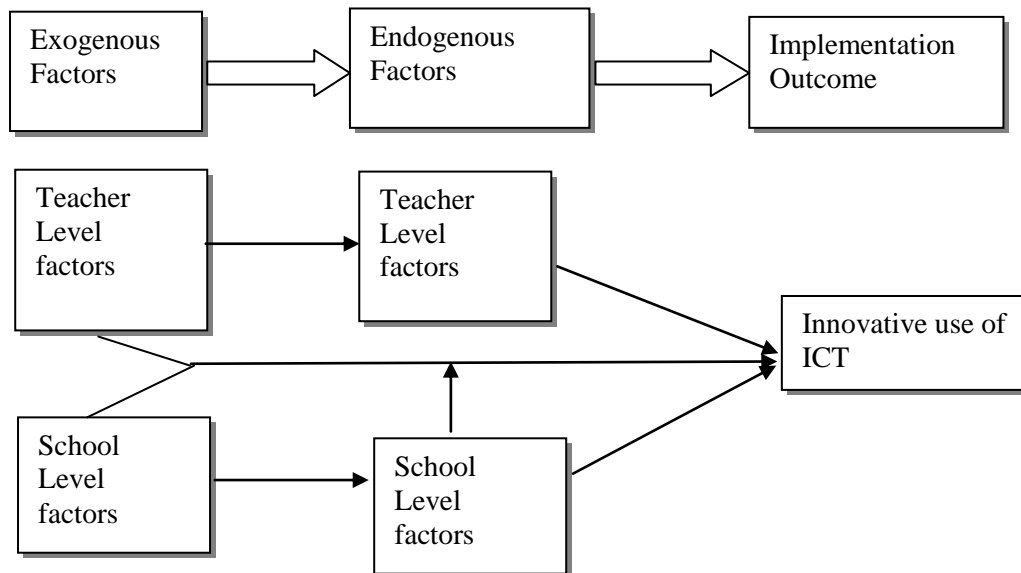 Exogenous
Factors
Endogenous
Factors
Implementation
Outcome
Teacher
Level
factors
Teacher
Level
factors
Innovative use of
ICT
School
Level
factors
School
Level
factors